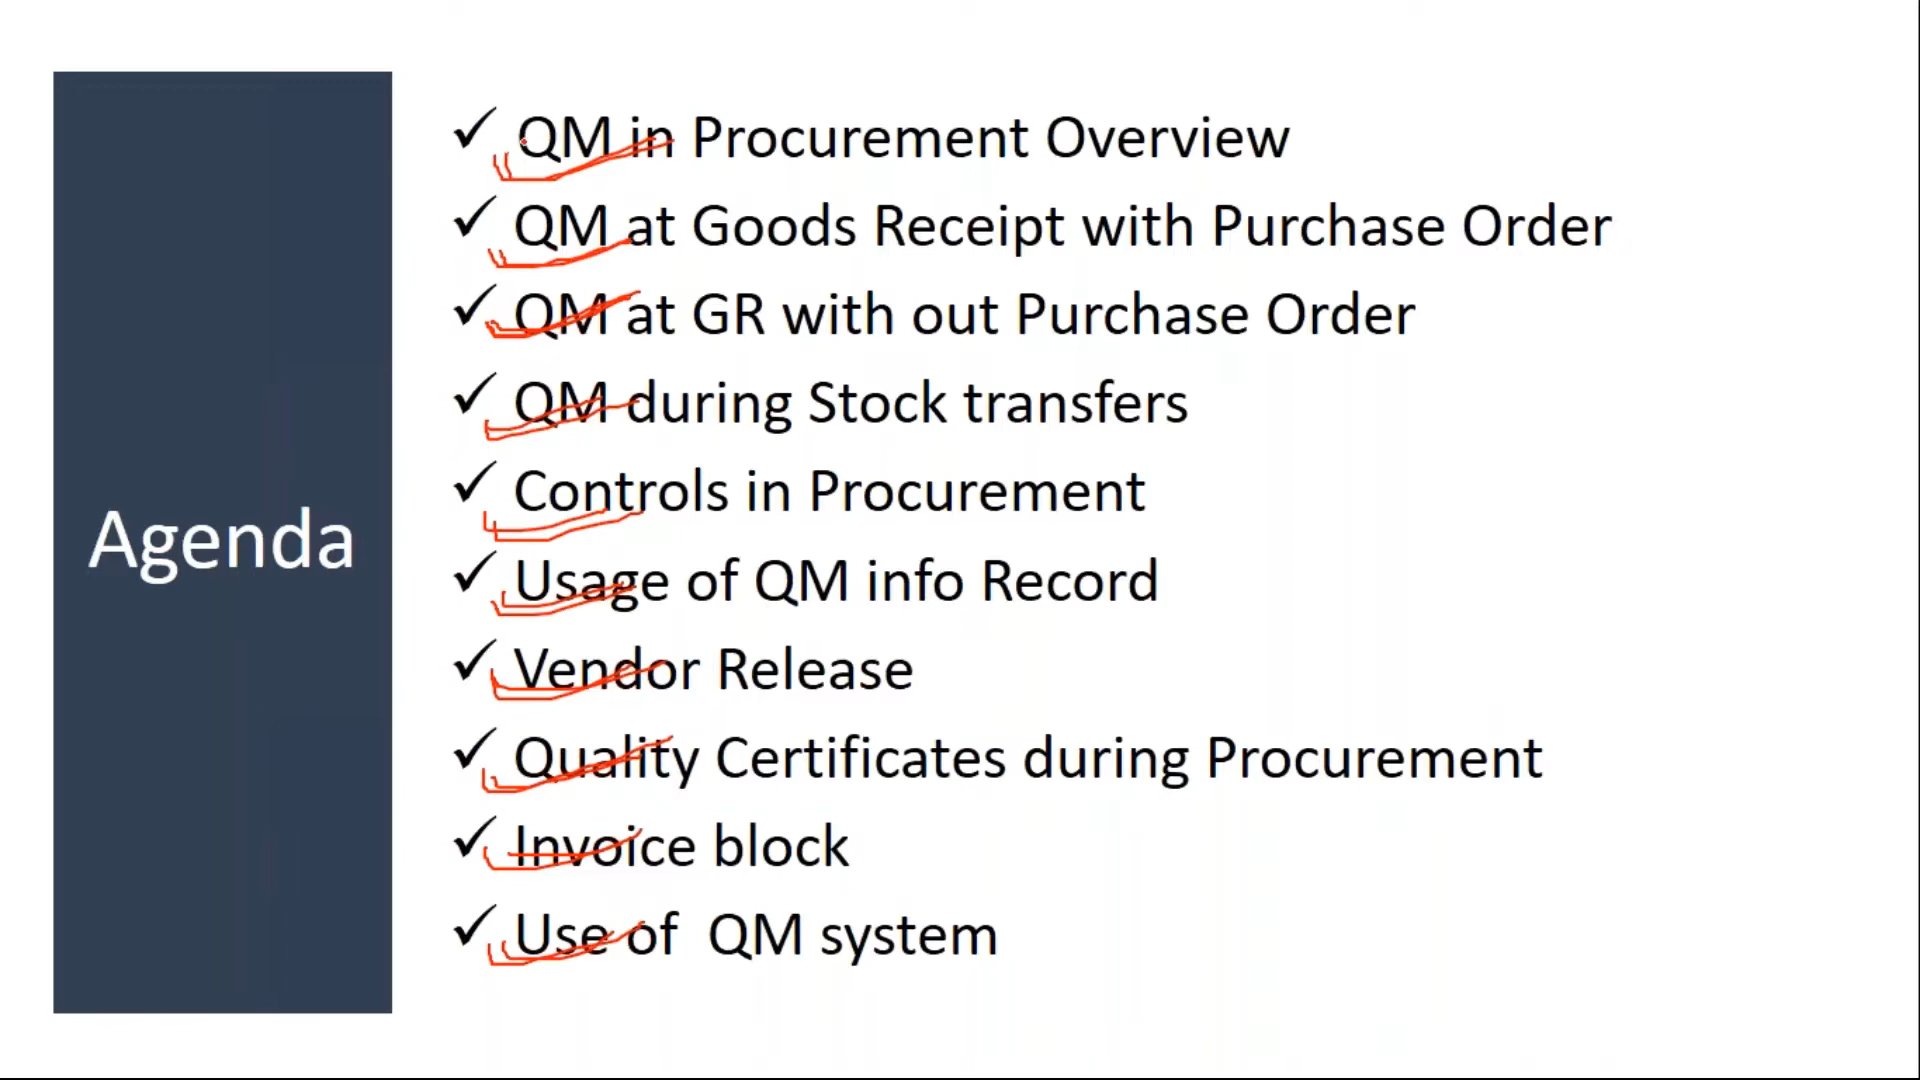 Agenda
QM in Procurement Overview
QM at Goods Receipt with Purchase Order
QM at GR with out Purchase Order
QM during Stock transfers
Controls in Procurement
Usage of QM info Record
Vendor Release
Quality Certificates during Procurement
Invoice block
Use of  QM system